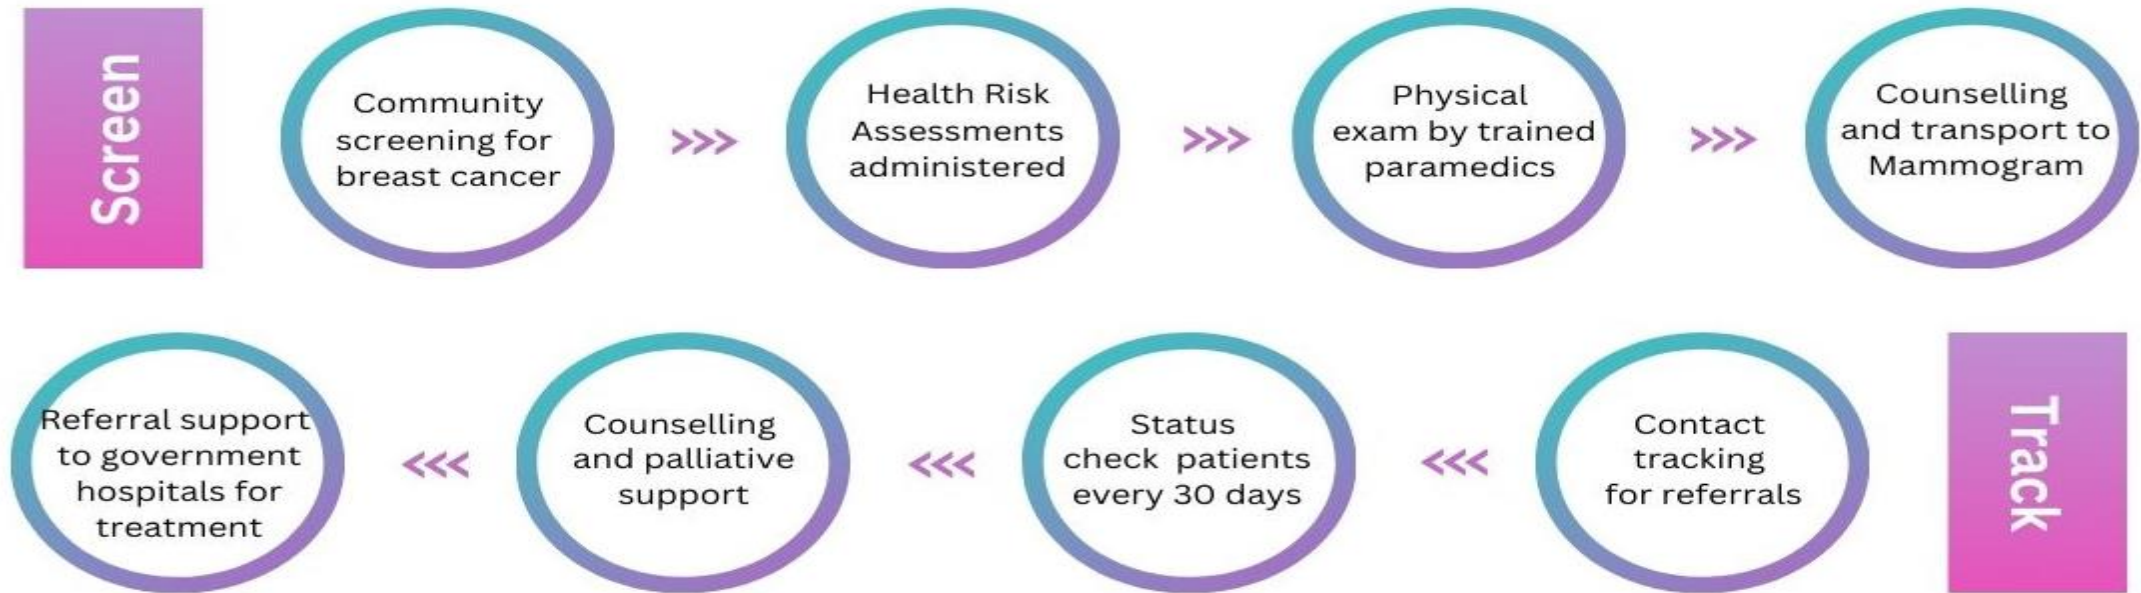 Screen
Community
screening for
breast cancer
>>>
Health Risk
Assessments
administered
>>>
Physical
exam by trained
paramedics
>>>
Counselling
and transport to
Mammogram
Track
Contact
tracking
for referrals
<<<
Status
check patients
every 30 days
<<<
Counselling
and palliative
support
<<<
Referral support
to government
hospitals for
treatment